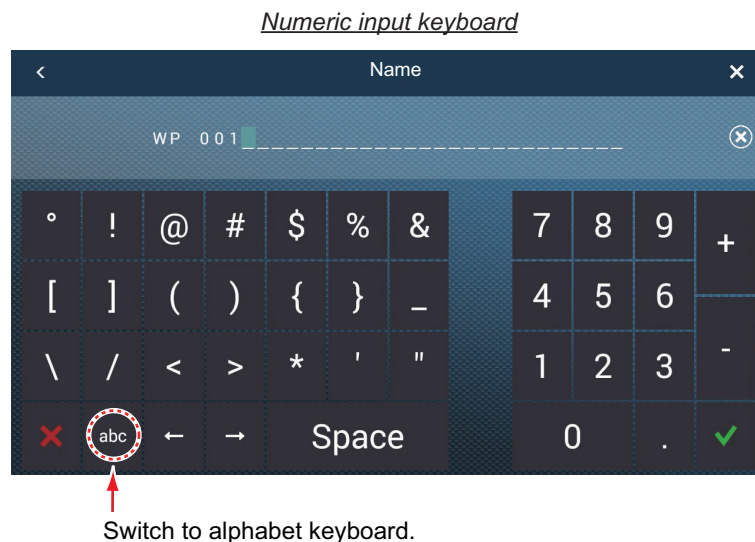 Numeric input keyboard
< Name ×
WP 001
° ! @ # $ % & 7 8 9 +
[ ] ( ) { } _ 4 5 6
\ / < > * ' " 1 2 3 -
abc ← → Space 0 .
Switch to alphabet keyboard.